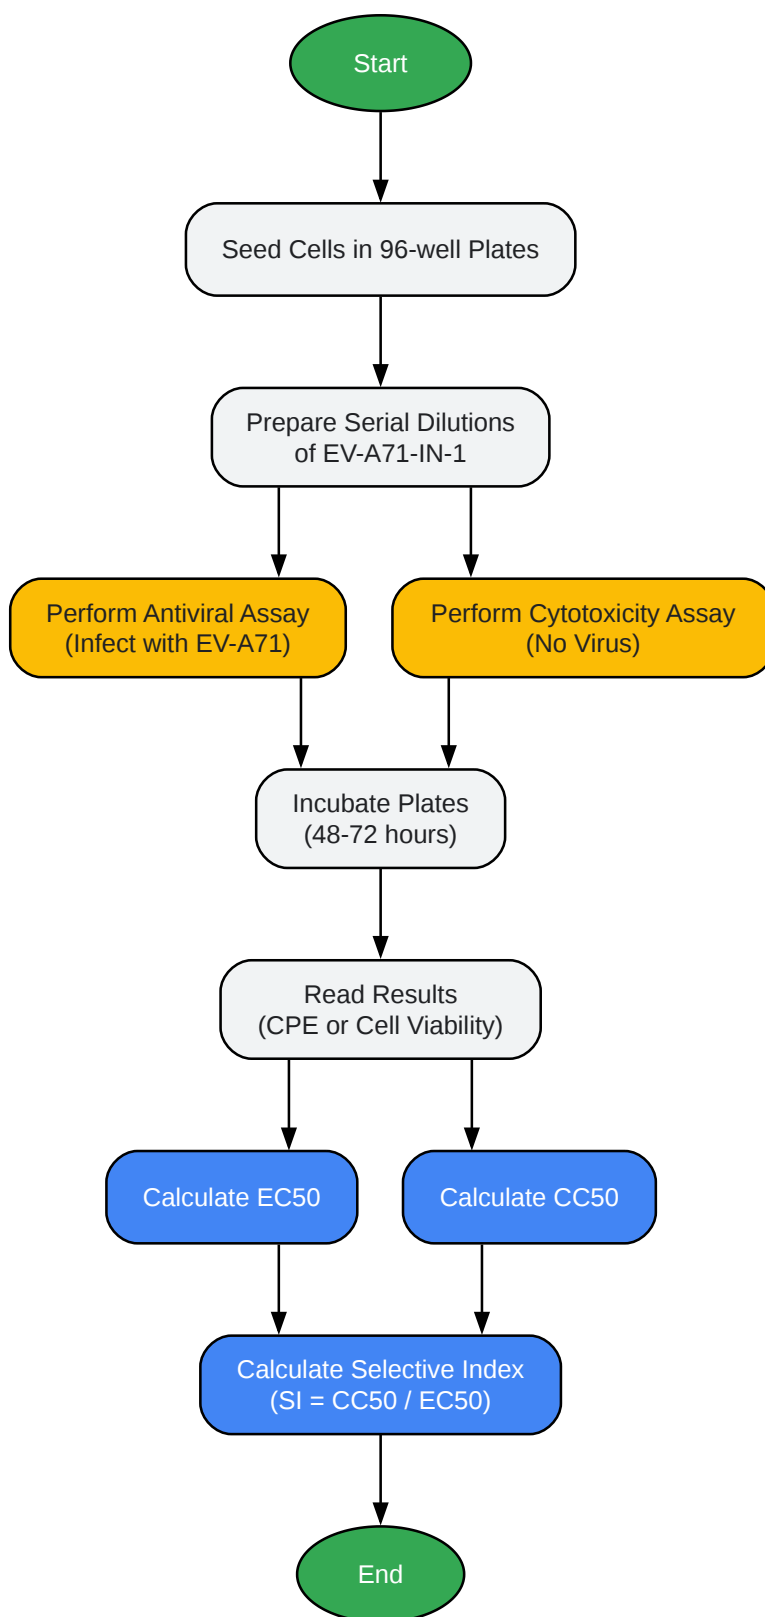 Start
Seed Cells in 96-well Plates
Prepare Serial Dilutions
of EV-A71-IN-1
Perform Antiviral Assay
(Infect with EV-A71)
Perform Cytotoxicity Assay
(No Virus)
Incubate Plates
(48-72 hours)
Read Results
(CPE or Cell Viability)
Calculate EC50
Calculate CC50
Calculate Selective Index
(SI = CC50 / EC50)
End